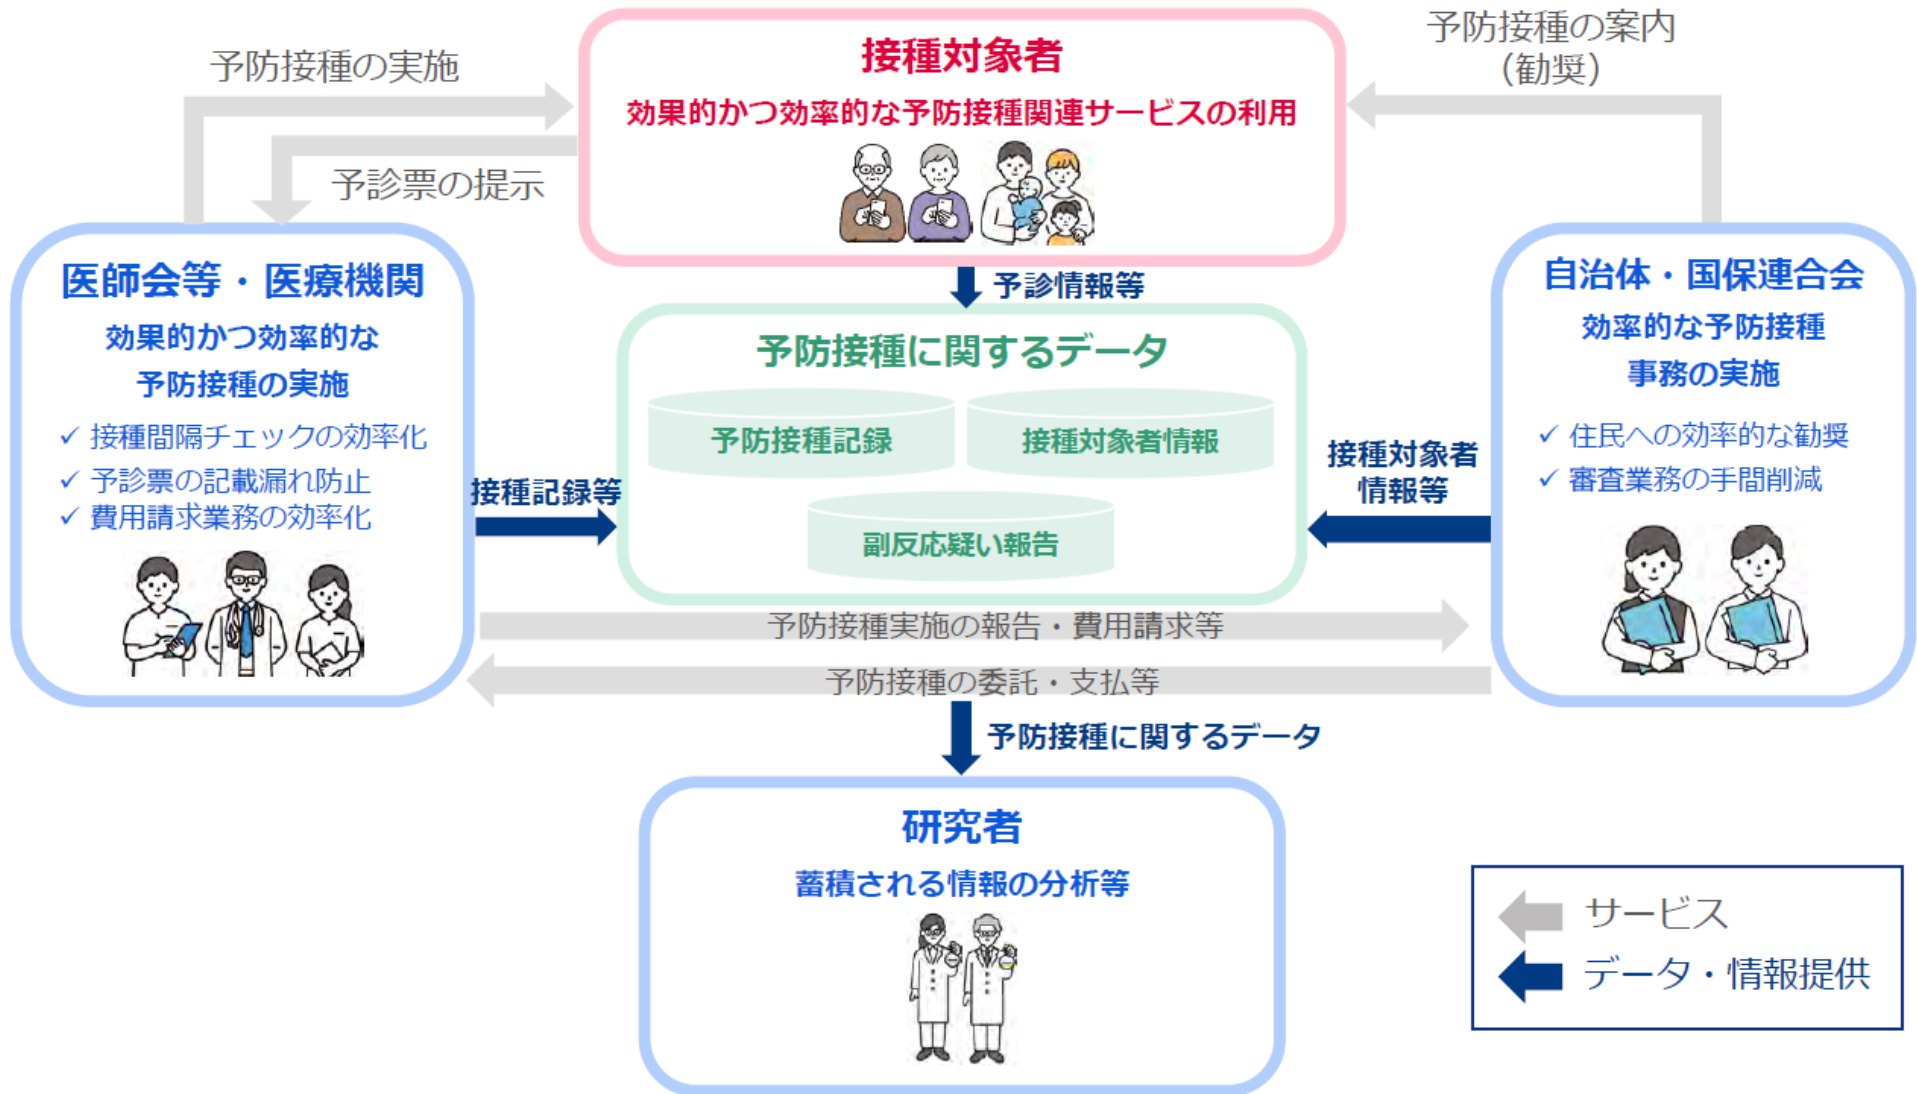 予防接種の実施
接種対象者
効果的かつ効率的な予防接種関連サービスの利用
予防接種の案内
（勧奨）
予診票の提示
医師会等・医療機関
効果的かつ効率的な
予防接種の実施
✓ 接種間隔チェックの効率化
✓ 予診票の記載漏れ防止
✓ 費用請求業務の効率化
予診情報等
予防接種に関するデータ
予防接種記録
接種対象者情報
副反応疑い報告
接種記録等
接種対象者
情報等
自治体・国保連合会
効率的な予防接種
事務の実施
✓ 住民への効率的な勧奨
✓ 審査業務の手間削減
予防接種実施の報告・費用請求等
予防接種の委託・支払等
予防接種に関するデータ
研究者
蓄積される情報の分析等
サービス
データ・情報提供